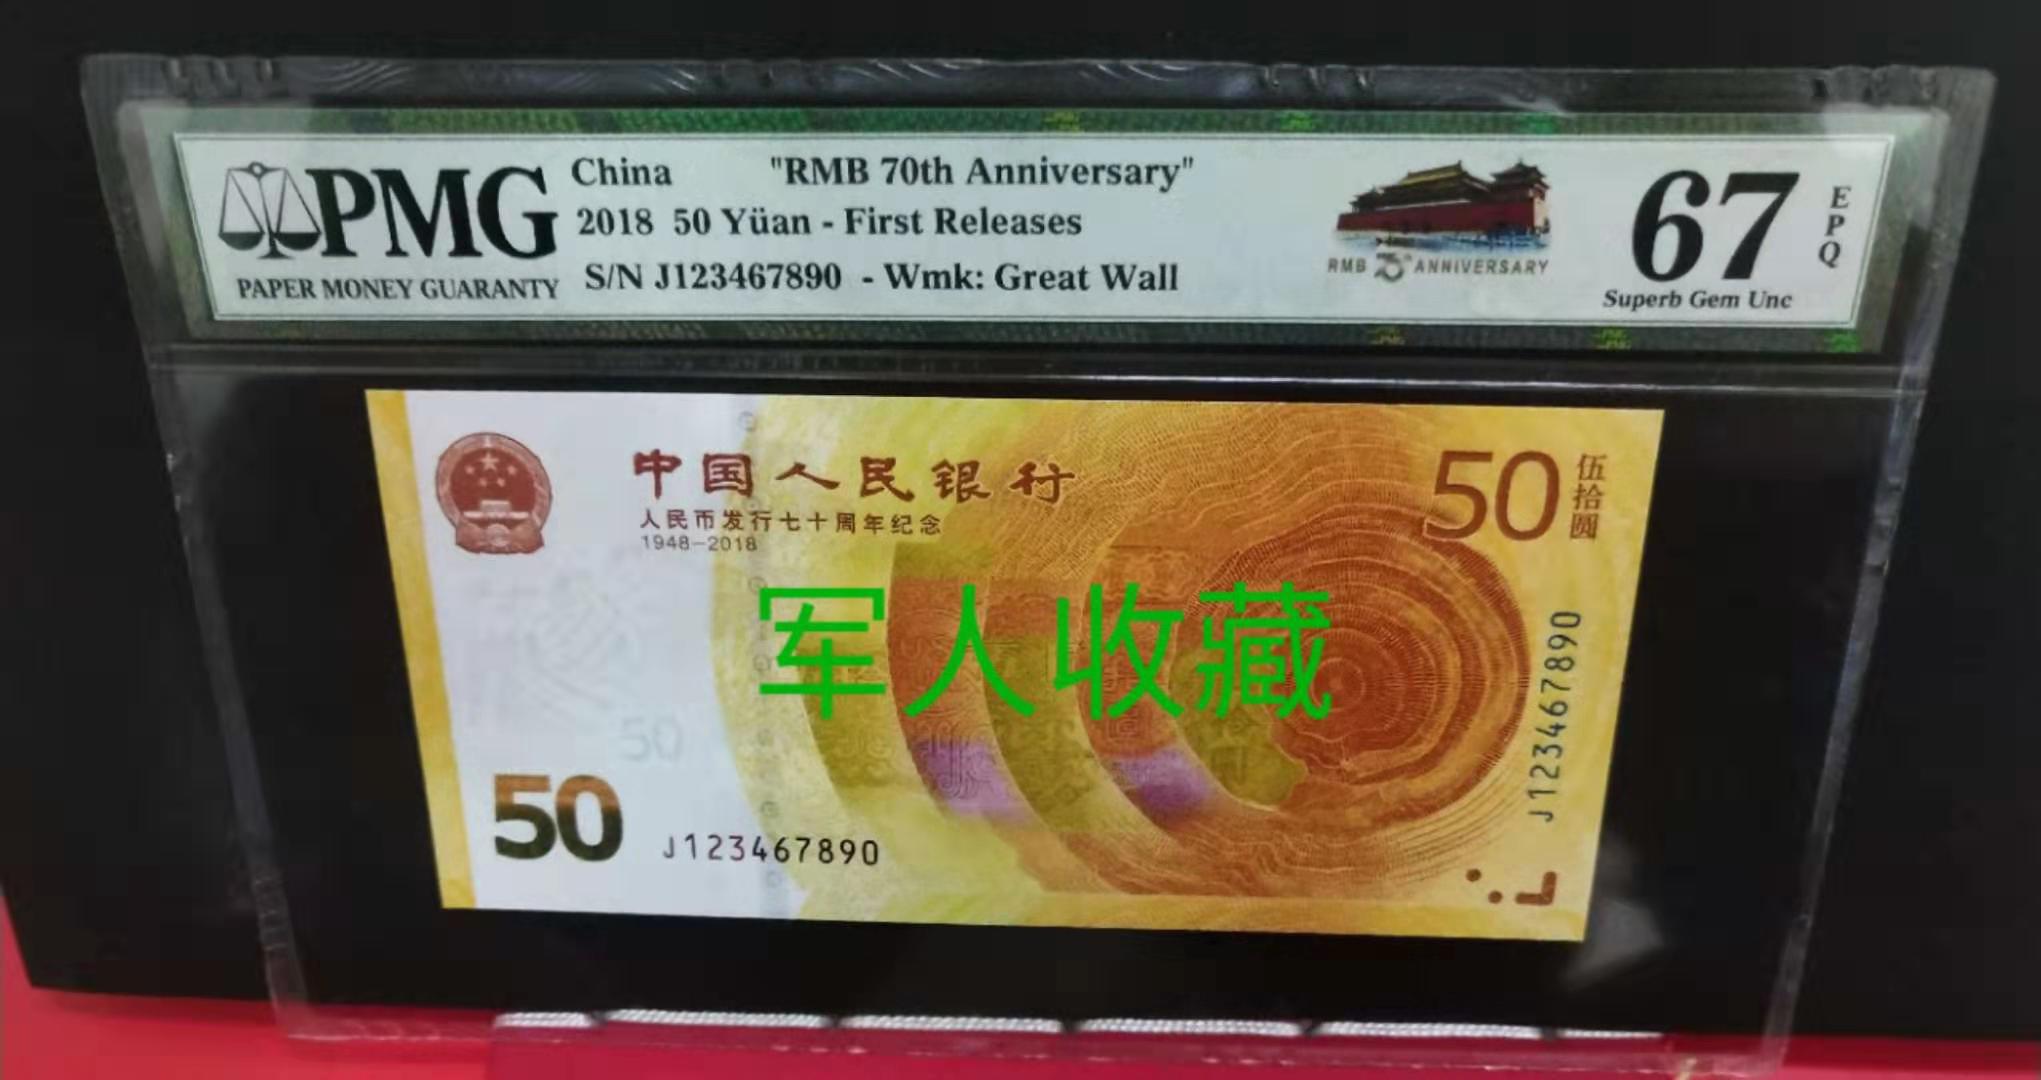 PMG
PAPER MONEY GUARANTY
China "RMB 70th Anniversary"
2018 50 Yüan - First Releases
S/N J123467890 - Wmk: Great Wall
RMB 70th ANNIVERSARY
67
EPQ
Superb Gem Unc
中国人民银行
人民币发行七十周年纪念
1948-2018
50
伍拾圆
军人收藏
J123467890
50
50
J123467890